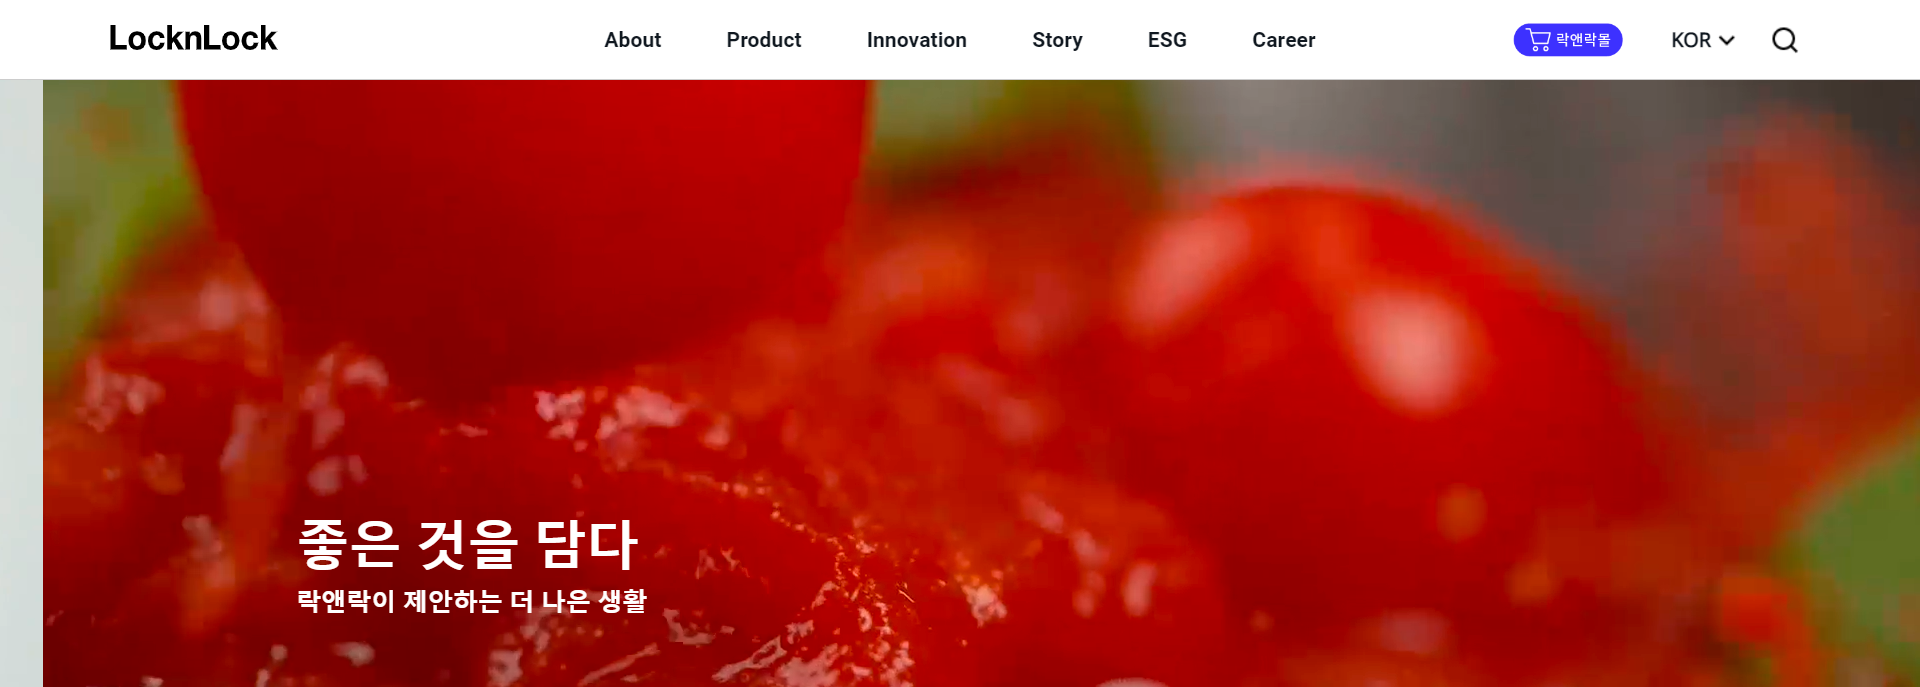 LocknLock
About Product Innovation Story ESG Career
락앤락몰
KOR
좋은 것을 담다
락앤락이 제안하는 더 나은 생활